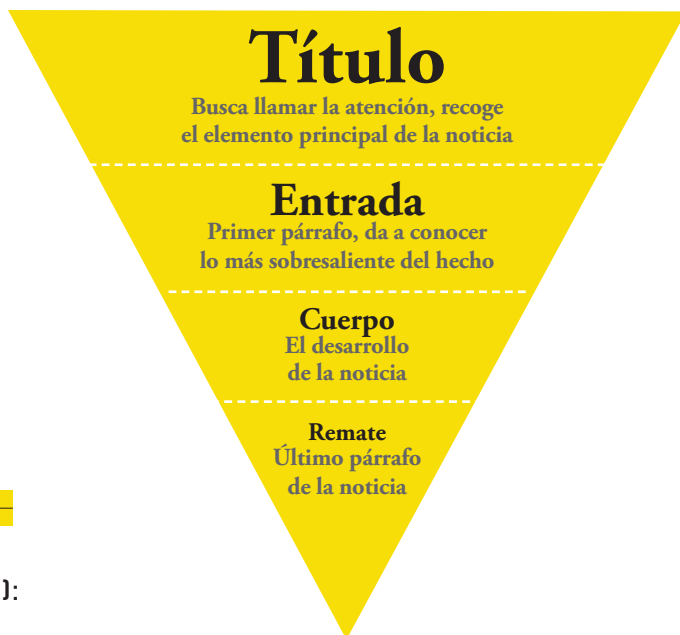 Título
Busca llamar la atención, recoge
el elemento principal de la noticia
Entrada
Primer párrafo, da a conocer
lo más sobresaliente del hecho
Cuerpo
El desarrollo
de la noticia
Remate
Último párrafo
de la noticia
):